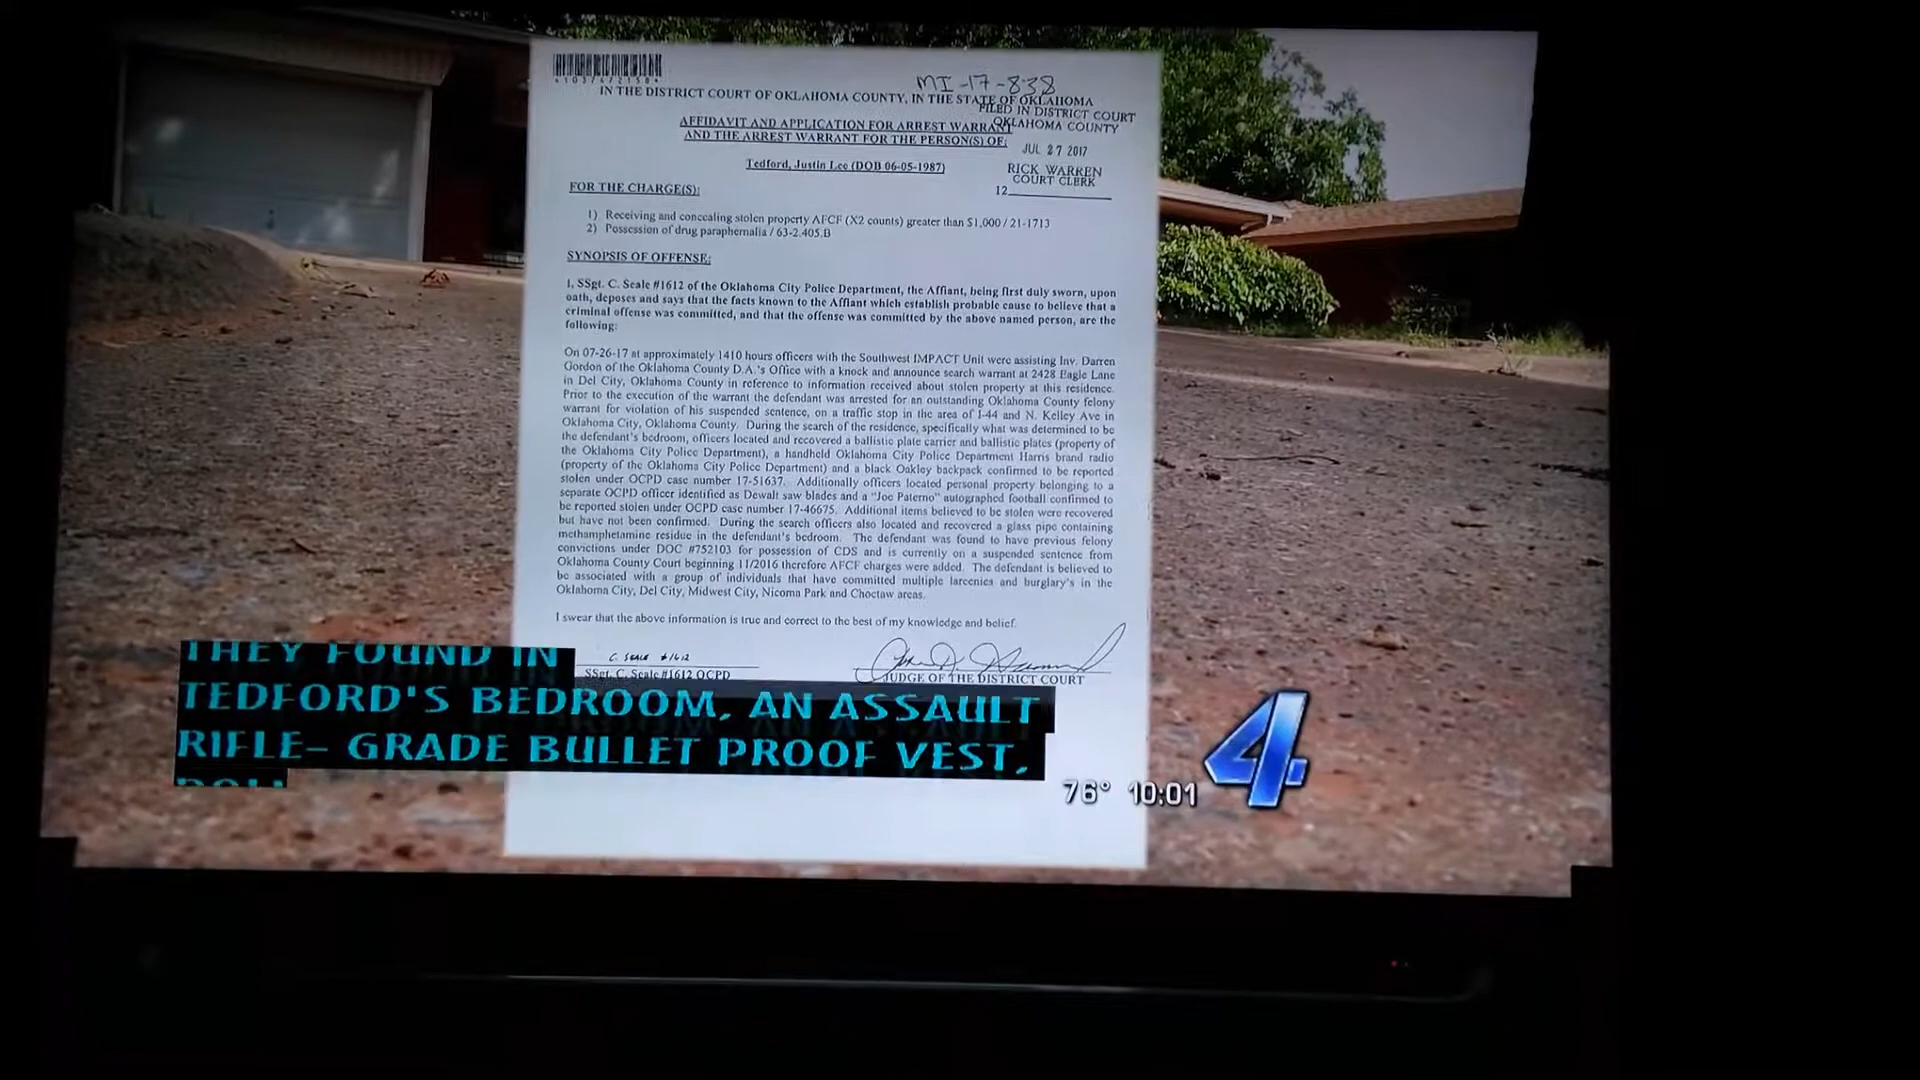 *1037472158*
MI-17-838
IN THE DISTRICT COURT OF OKLAHOMA COUNTY, IN THE STATE OF OKLAHOMA
FILED IN DISTRICT COURT
OKLAHOMA COUNTY
AFFIDAVIT AND APPLICATION FOR ARREST WARRANT
AND THE ARREST WARRANT FOR THE PERSON(S) OF:
JUL 27 2017
Tedford, Justin Lee (DOB 06-05-1987)
RICK WARREN
COURT CLERK
12
FOR THE CHARGE(S):
1) Receiving and concealing stolen property AFCF (X2 counts) greater than $1,000 / 21-1713
2) Possession of drug paraphernalia / 63-2.405.B
SYNOPSIS OF OFFENSE:
I, SSgt. C. Seale #1612 of the Oklahoma City Police Department, the Affiant, being first duly sworn, upon
oath, deposes and says that the facts known to the Affiant which establish probable cause to believe that a
criminal offense was committed, and that the offense was committed by the above named person, are the
following:
On 07-26-17 at approximately 1410 hours officers with the Southwest IMPACT Unit were assisting Inv. Darren
Gordon of the Oklahoma County D.A.'s Office with a knock and announce search warrant at 2428 Eagle Lane
in Del City, Oklahoma County in reference to information received about stolen property at this residence.
Prior to the execution of the warrant the defendant was arrested for an outstanding Oklahoma County felony
warrant for violation of his suspended sentence, on a traffic stop in the area of I-44 and N. Kelley Ave in
Oklahoma City, Oklahoma County. During the search of the residence, specifically what was determined to be
the defendant's bedroom, officers located and recovered a ballistic plate carrier and ballistic plates (property of
the Oklahoma City Police Department), a handheld Oklahoma City Police Department Harris brand radio
(property of the Oklahoma City Police Department) and a black Oakley backpack confirmed to be reported
stolen under OCPD case number 17-51637. Additionally officers located personal property belonging to a
separate OCPD officer identified as Dewalt saw blades and a "Joe Paterno" autographed football confirmed to
be reported stolen under OCPD case number 17-46675. Additional items believed to be stolen were recovered
but have not been confirmed. During the search officers also located and recovered a glass pipe containing
methamphetamine residue in the defendant's bedroom. The defendant was found to have previous felony
convictions under DOC #752103 for possession of CDS and is currently on a suspended sentence from
Oklahoma County Court beginning 11/2016 therefore AFCF charges were added. The defendant is believed to
be associated with a group of individuals that have committed multiple larcenies and burglary's in the
Oklahoma City, Del City, Midwest City, Nicoma Park and Choctaw areas.
I swear that the above information is true and correct to the best of my knowledge and belief.
C. SEALE #1612
SSgt. C. Seale #1612 OCPD
JUDGE OF THE DISTRICT COURT
THEY FOUND IN
TEDFORD'S BEDROOM, AN ASSAULT
RIFLE- GRADE BULLET PROOF VEST,
76° 10:01
4